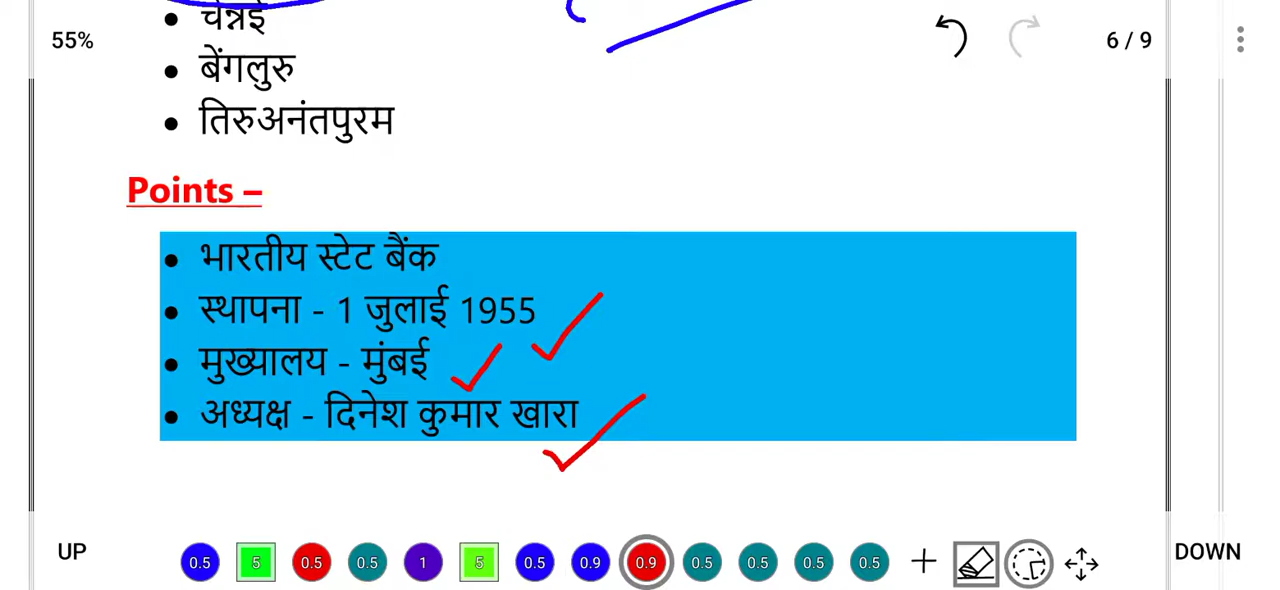 चेन्नई
55%
6 / 9
बेंगलुरु
तिरुअनंतपुरम
Points –
भारतीय स्टेट बैंक
स्थापना - 1 जुलाई 1955
मुख्यालय - मुंबई
अध्यक्ष - दिनेश कुमार खारा
UP
0.5 5 0.5 0.5 1 5 0.5 0.9 0.9 0.5 0.5 0.5 0.5
DOWN